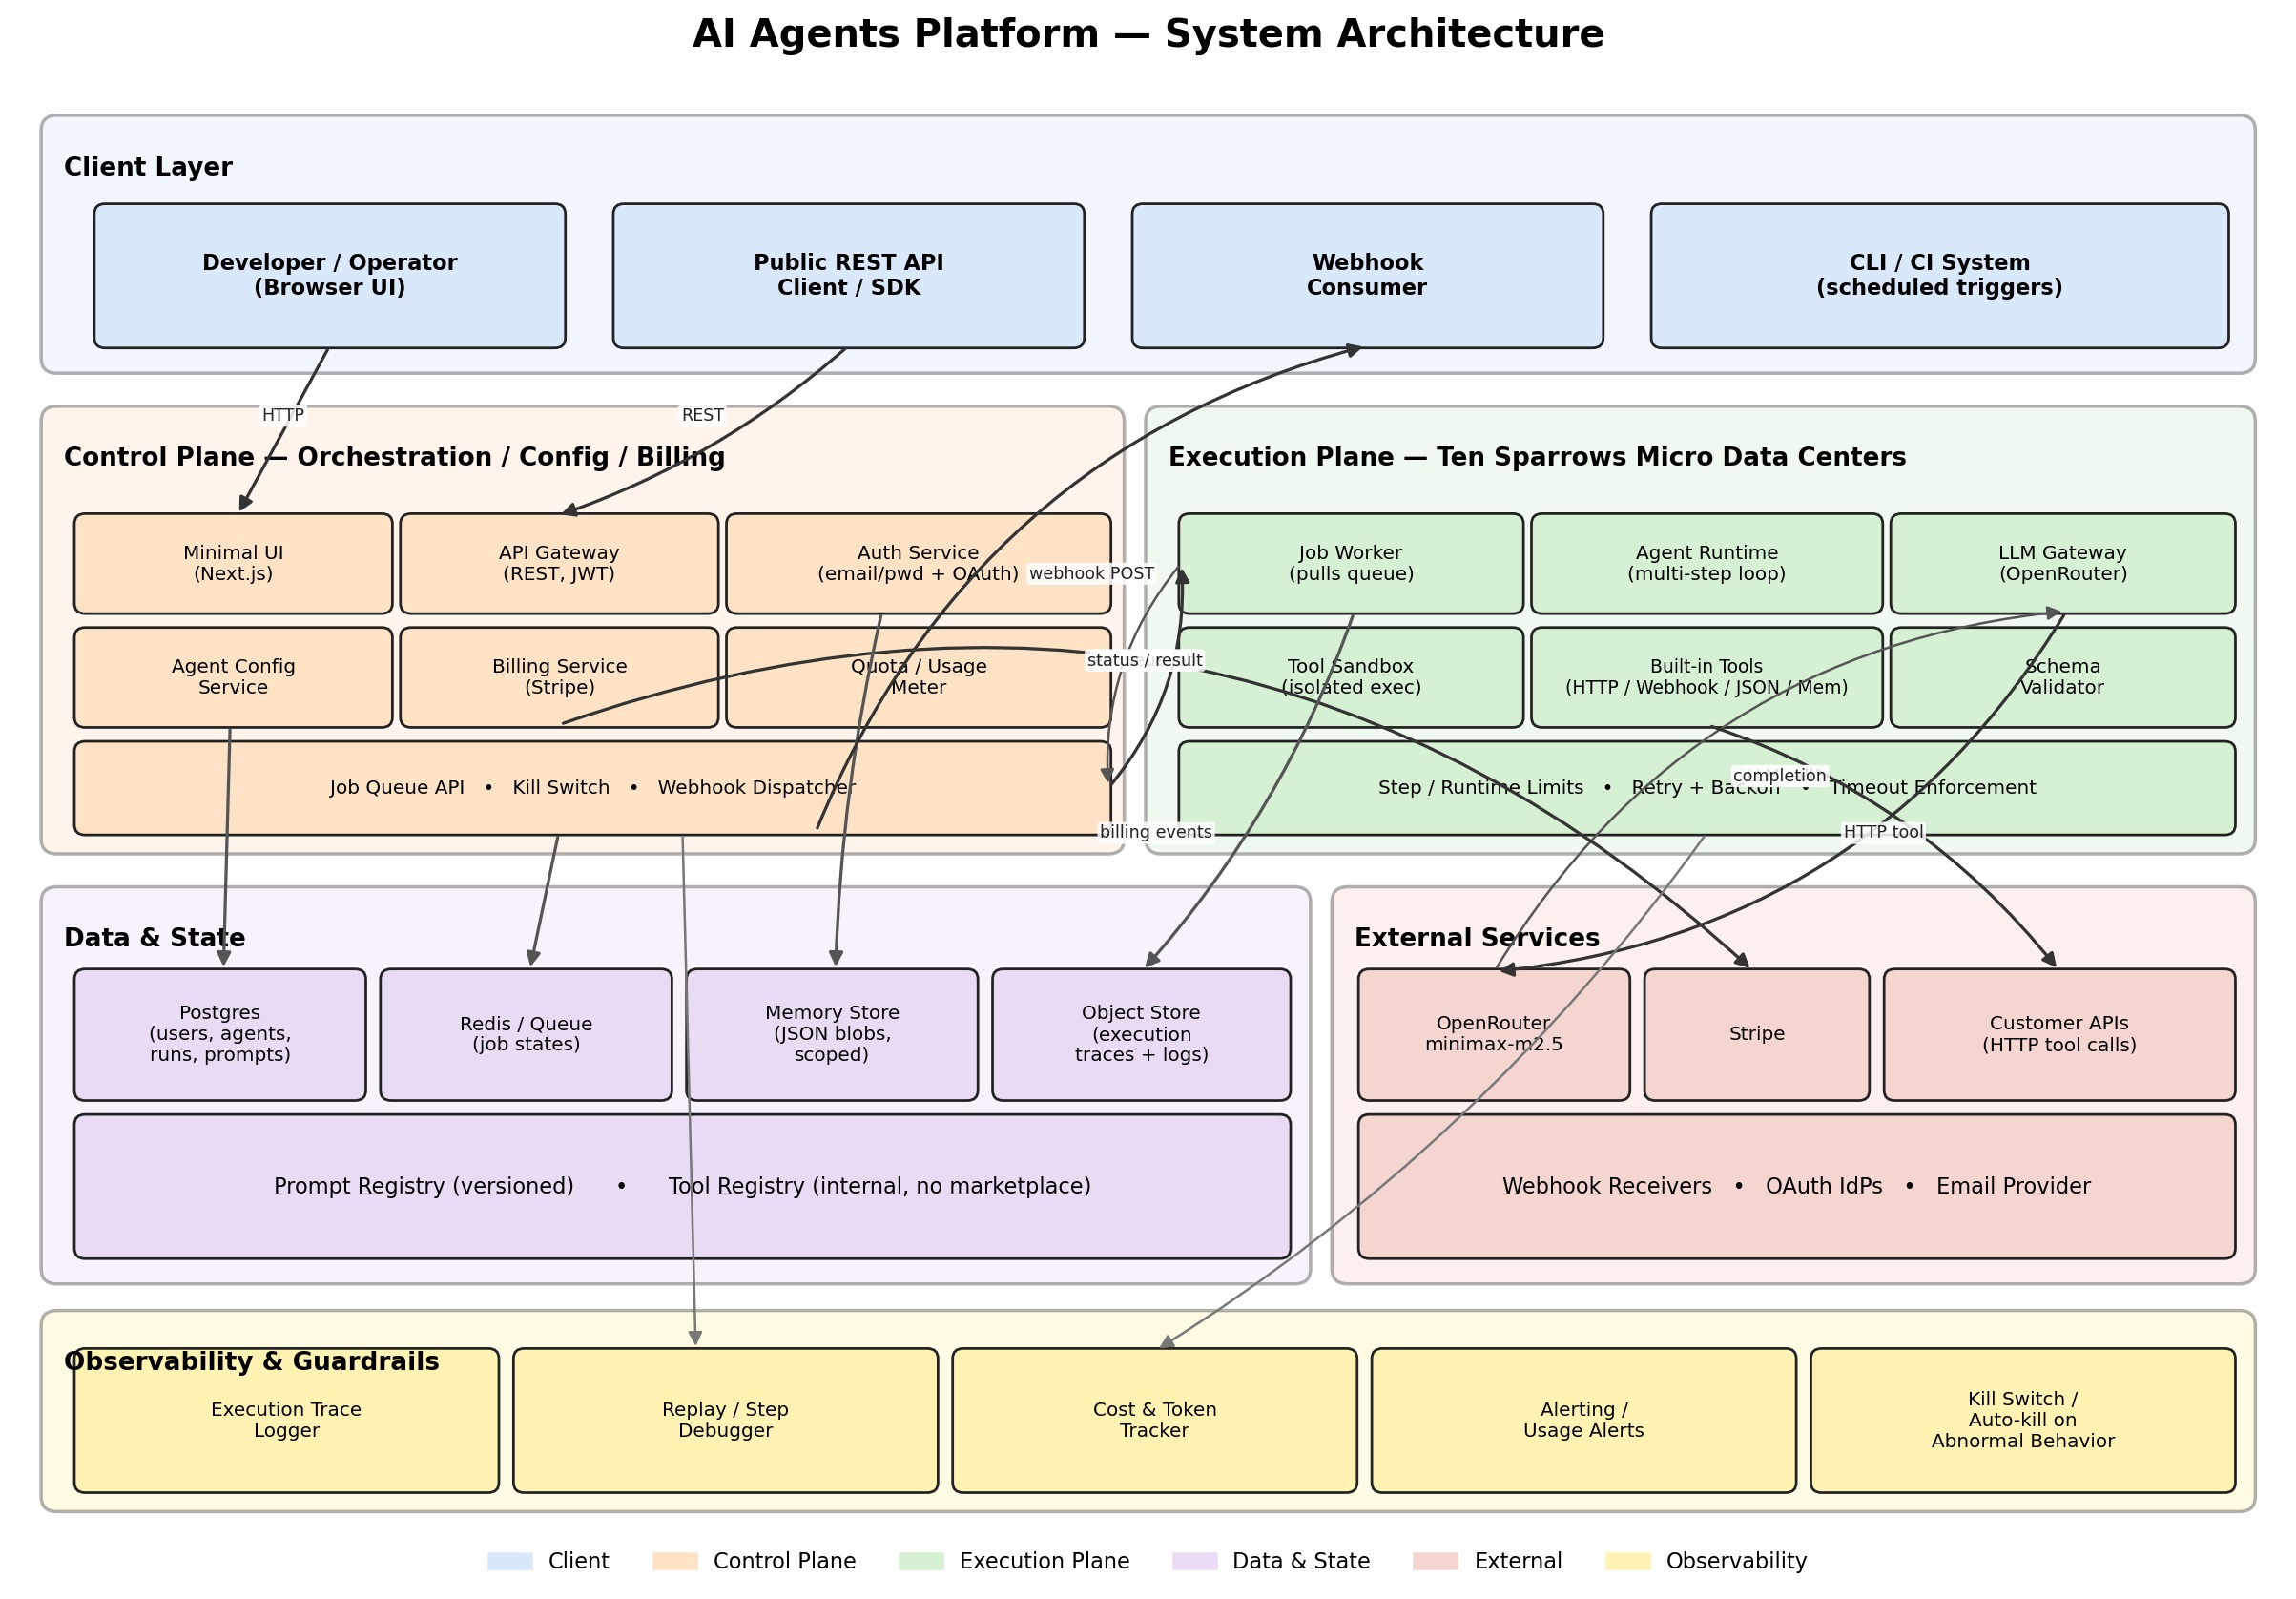 AI Agents Platform — System Architecture
Client Layer
Developer / Operator
(Browser UI)
Public REST API
Client / SDK
Webhook
Consumer
CLI / CI System
(scheduled triggers)
HTTP
REST
Control Plane — Orchestration / Config / Billing
Minimal UI
(Next.js)
API Gateway
(REST, JWT)
Auth Service
(email/pwd + OAuth)
webhook POST
Agent Config
Service
Billing Service
(Stripe)
Quota / Usage
Meter
status / result
Job Queue API • Kill Switch • Webhook Dispatcher
billing events
Execution Plane — Ten Sparrows Micro Data Centers
Job Worker
(pulls queue)
Agent Runtime
(multi-step loop)
LLM Gateway
(OpenRouter)
Tool Sandbox
(isolated exec)
Built-in Tools
(HTTP / Webhook / JSON / Mem)
Schema
Validator
completion
Step / Runtime Limits • Retry + Backoff • Timeout Enforcement
HTTP tool
Data & State
Postgres
(users, agents,
runs, prompts)
Redis / Queue
(job states)
Memory Store
(JSON blobs,
scoped)
Object Store
(execution
traces + logs)
Prompt Registry (versioned) • Tool Registry (internal, no marketplace)
External Services
OpenRouter
minimax-m2.5
Stripe
Customer APIs
(HTTP tool calls)
Webhook Receivers • OAuth IdPs • Email Provider
Observability & Guardrails
Execution Trace
Logger
Replay / Step
Debugger
Cost & Token
Tracker
Alerting /
Usage Alerts
Kill Switch /
Auto-kill on
Abnormal Behavior
Client
Control Plane
Execution Plane
Data & State
External
Observability